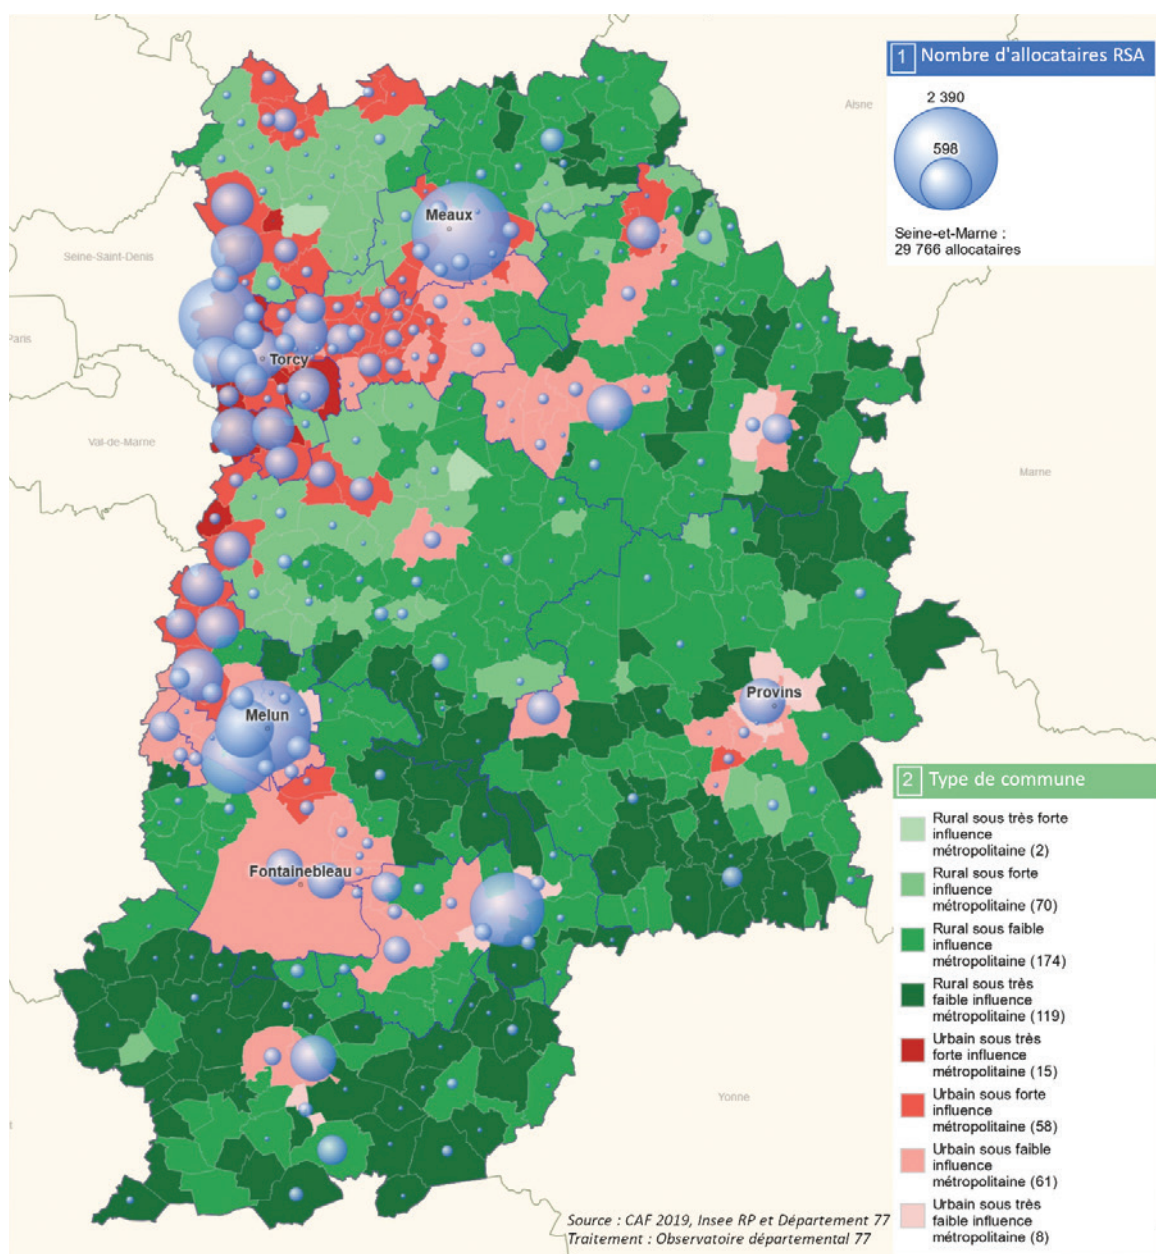 1 Nombre d'allocataires RSA
2 390
598
Seine-et-Marne :
29 766 allocataires
Aisne
Meaux
Seine-Saint-Denis
Paris
Torcy
Val-de-Marne
Marne
Provins
Melun
Fontainebleau
Yonne
2 Type de commune
Rural sous très forte
influence
métropolitaine (2)
Rural sous forte
influence
métropolitaine (70)
Rural sous faible
influence
métropolitaine (174)
Rural sous très
faible influence
métropolitaine (119)
Urbain sous très
forte influence
métropolitaine (15)
Urbain sous forte
influence
métropolitaine (58)
Urbain sous faible
influence
métropolitaine (61)
Urbain sous très
faible influence
métropolitaine (8)
Source : CAF 2019, Insee RP et Département 77
Traitement : Observatoire départemental 77